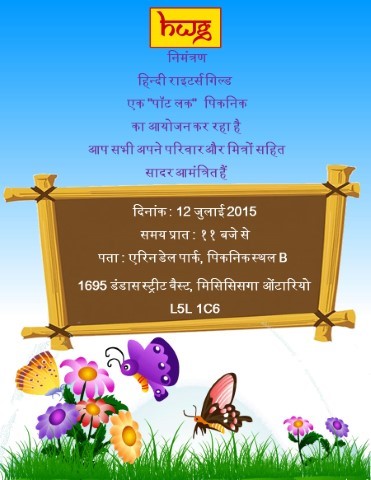 hwg
निमंत्रण
हिन्दी राइटर्स गिल्ड
एक "पॉट लक" पिकनिक
का आयोजन कर रहा है
आप सभी अपने परिवार और मित्रों सहित
सादर आमंत्रित हैं
दिनांक : 12 जुलाई 2015
समय प्रात : ११ बजे से
पता : एरिनडेल पार्क, पिकनिक स्थल B
1695 डंडास स्ट्रीट वैस्ट, मिसिसिसगा ओंटारियो
L5L 1C6